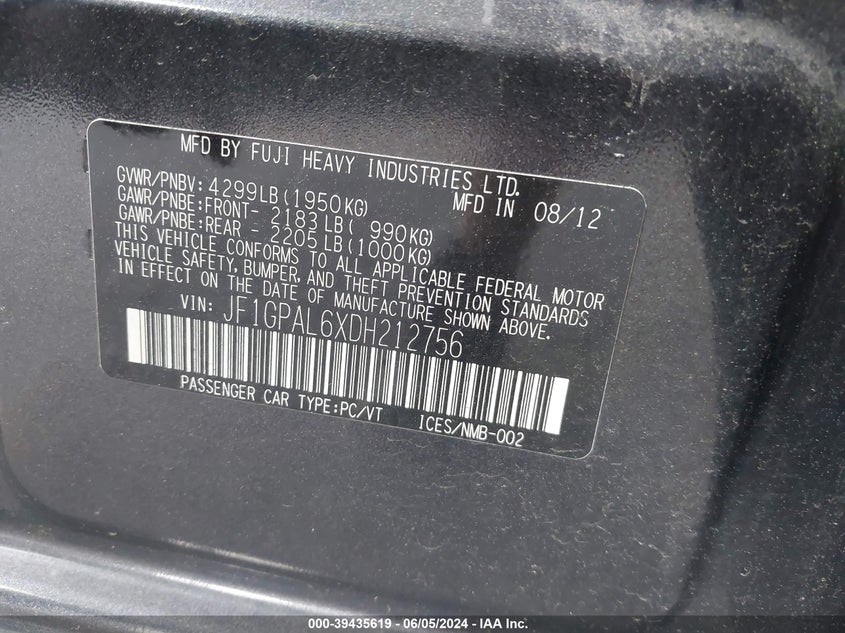 MFD BY FUJI HEAVY INDUSTRIES LTD.
GVWR/PNBV: 4299LB(1950KG) MFD IN 08/12
GAWR/PNBE:FRONT- 2183LB( 990KG)
GAWR/PNBE:REAR - 2205LB(1000KG)
THIS VEHICLE CONFORMS TO ALL APPLICABLE FEDERAL MOTOR
VEHICLE SAFETY, BUMPER, AND THEFT PREVENTION STANDARDS
IN EFFECT ON THE DATE OF MANUFACTURE SHOWN ABOVE.
VIN: JF1GPAL6XDH212756
PASSENGER CAR TYPE:PC/VT ICES/NMB-002
000-39435619 - 06/05/2024 - IAA Inc.